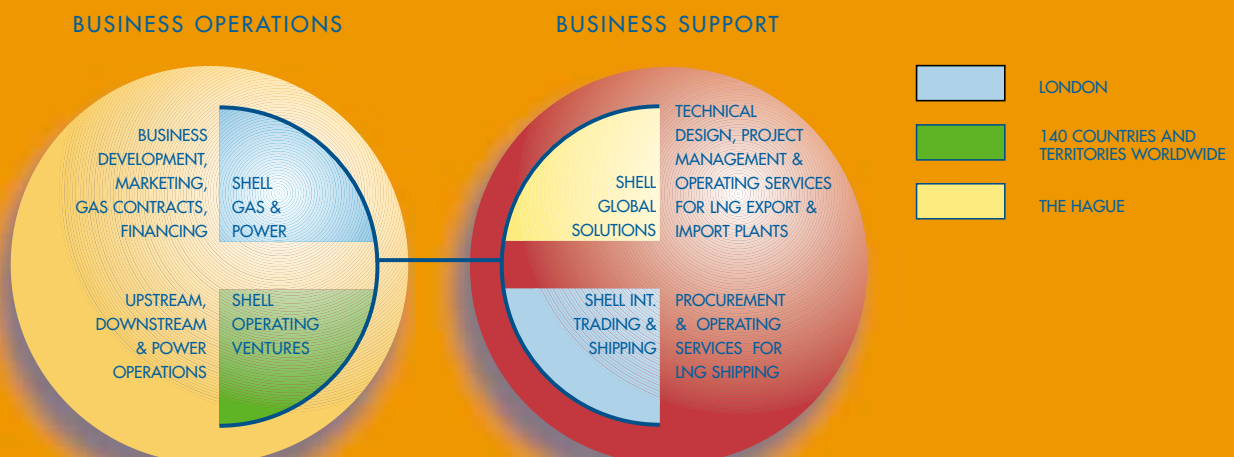 BUSINESS OPERATIONS
BUSINESS
DEVELOPMENT,
MARKETING,
GAS CONTRACTS,
FINANCING
SHELL
GAS &
POWER
UPSTREAM,
DOWNSTREAM
& POWER
OPERATIONS
SHELL
OPERATING
VENTURES
BUSINESS SUPPORT
SHELL
GLOBAL
SOLUTIONS
TECHNICAL
DESIGN, PROJECT
MANAGEMENT &
OPERATING SERVICES
FOR LNG EXPORT &
IMPORT PLANTS
SHELL INT.
TRADING &
SHIPPING
PROCUREMENT
& OPERATING
SERVICES FOR
LNG SHIPPING
LONDON
140 COUNTRIES AND
TERRITORIES WORLDWIDE
THE HAGUE